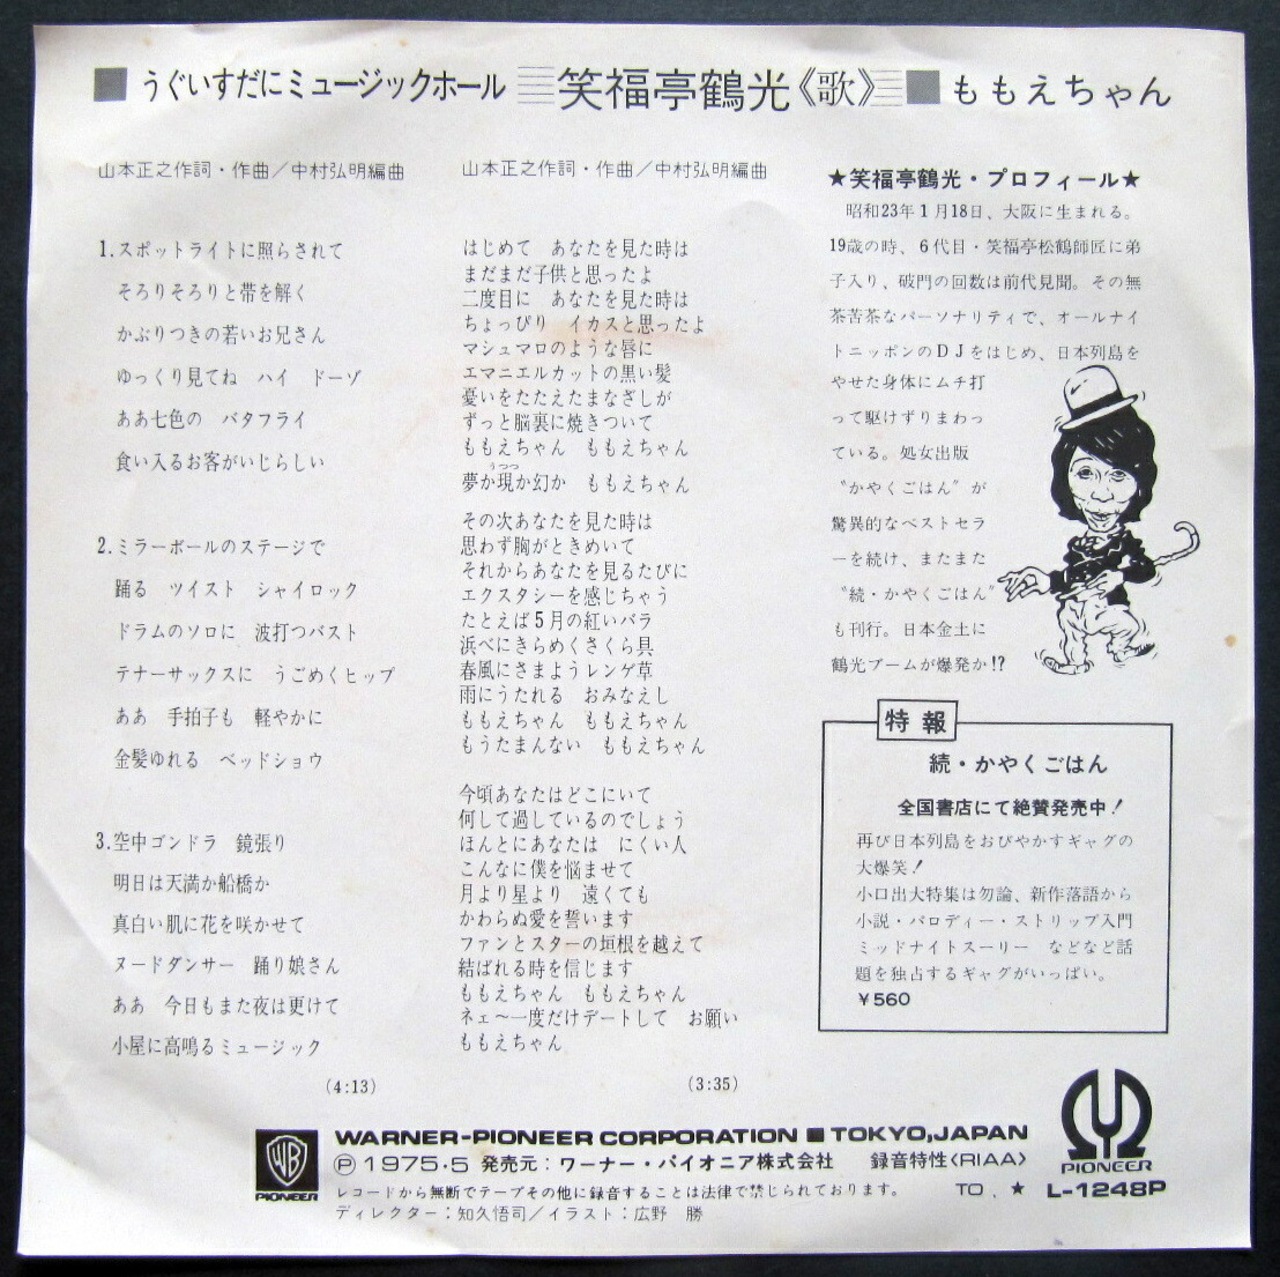 ■うぐいすだにミュージックホール 笑福亭鶴光《歌》■ももえちゃん
山本正之作詞・作曲／中村弘明編曲
1.スポットライトに照らされて
そろりそろりと帯を解く
かぶりつきの若いお兄さん
ゆっくり見てね ハイ ドーゾ
ああ七色の バタフライ
食い入るお客がいじらしい
2.ミラーボールのステージで
踊る ツイスト シャイロック
ドラムのソロに 波打つバスト
テナーサックスに うごめくヒップ
ああ 手拍子も 軽やかに
金髪ゆれる ベッドショウ
3.空中ゴンドラ 鏡張り
明日は天満か船橋か
真白い肌に花を咲かせて
ヌードダンサー 踊り娘さん
ああ 今日もまた夜は更けて
小屋に高鳴るミュージック
(4:13)
山本正之作詞・作曲／中村弘明編曲
はじめて あなたを見た時は
まだまだ子供と思ったよ
二度目に あなたを見た時は
ちょっぴり イカスと思ったよ
マシュマロのような唇に
エマニエルカットの黒い髪
憂いをたたえたまなざしが
ずっと脳裏に焼きついて
ももえちゃん ももえちゃん
うつつ
夢か現か幻か ももえちゃん
その次あなたを見た時は
思わず胸がときめいて
それからあなたを見るたびに
エクスタシーを感じちゃう
たとえば5月の紅いバラ
浜べにきらめくさくら貝
春風にさまようレンゲ草
雨にうたれる おみなえし
ももえちゃん ももえちゃん
もうたまんない ももえちゃん
今頃あなたはどこにいて
何して過しているのでしょう
ほんとにあなたは にくい人
こんなに僕を悩ませて
月より星より 遠くても
かわらぬ愛を誓います
ファンとスターの垣根を越えて
結ばれる時を信じます
ももえちゃん ももえちゃん
ネェ〜一度だけデートして お願い
ももえちゃん
(3:35)
★笑福亭鶴光・プロフィール★
昭和23年1月18日、大阪に生まれる。
19歳の時、6代目・笑福亭松鶴師匠に弟
子入り、破門の回数は前代見聞。その無
茶苦茶なパーソナリティで、オールナイ
トニッポンのDJをはじめ、日本列島を
やせた身体にムチ打
って駆けずりまわっ
ている。処女出版
〝かやくごはん〟が
驚異的なベストセラ
ーを続け、またまた
〝続・かやくごはん〟
も刊行。日本全土に
鶴光ブームが爆発か!?
特報
続・かやくごはん
全国書店にて絶賛発売中！
再び日本列島をおびやかすギャグの
大爆笑！
小口出大特集は勿論、新作落語から
小説・パロディー・ストリップ入門
ミッドナイトスーリー などなど話
題を独占するギャグがいっぱい。
￥560
WB
PIONEER
WARNER-PIONEER CORPORATION ■ TOKYO,JAPAN
Ⓟ1975・5 発売元：ワーナー・パイオニア株式会社 録音特性〈RIAA〉
レコードから無断でテープその他に録音することは法律で禁じられております。 TO . ★ L-1248P
ディレクター：知久悟司／イラスト：広野 勝
PIONEER